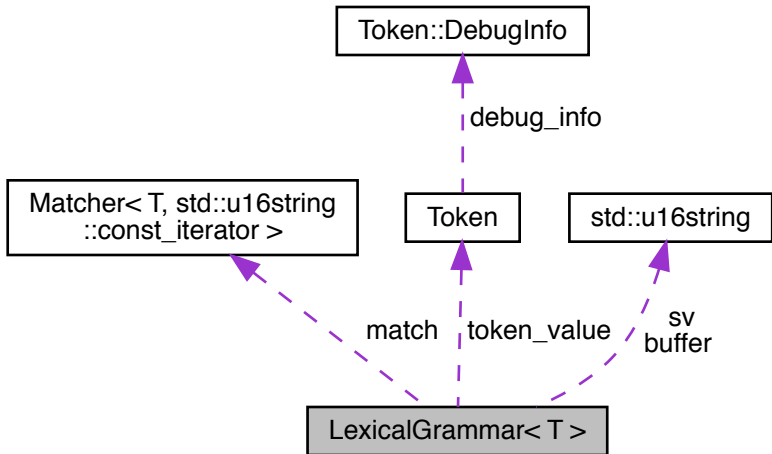 Token::DebugInfo
debug_info
Matcher< T, std::u16string
::const_iterator >
Token
std::u16string
match
token_value
sv
buffer
LexicalGrammar< T >